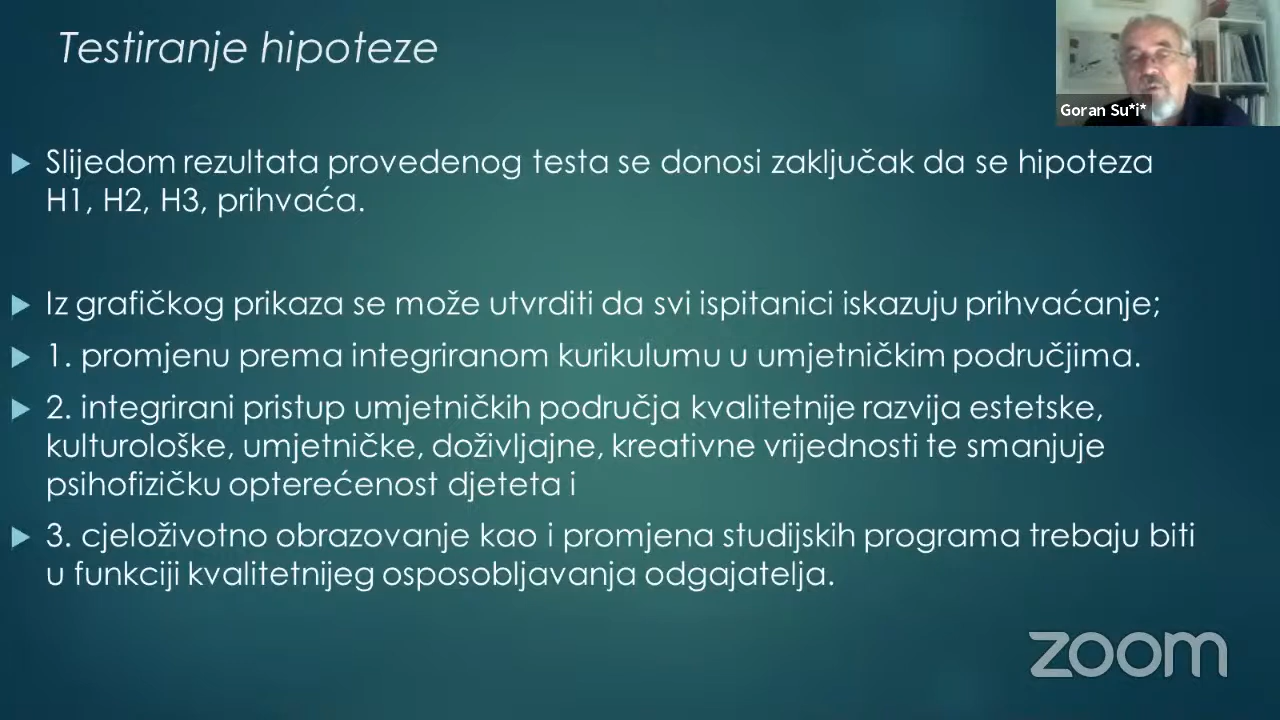 Testiranje hipoteze
Goran Su*i*
Slijedom rezultata provedenog testa se donosi zaključak da se hipoteza
H1, H2, H3, prihvaća.
Iz grafičkog prikaza se može utvrditi da svi ispitanici iskazuju prihvaćanje;
1. promjenu prema integriranom kurikulumu u umjetničkim područjima.
2. integrirani pristup umjetničkih područja kvalitetnije razvija estetske,
kulturološke, umjetničke, doživljajne, kreativne vrijednosti te smanjuje
psihofizičku opterećenost djeteta i
3. cjeloživotno obrazovanje kao i promjena studijskih programa trebaju biti
u funkciji kvalitetnijeg osposobljavanja odgajatelja.
zoom